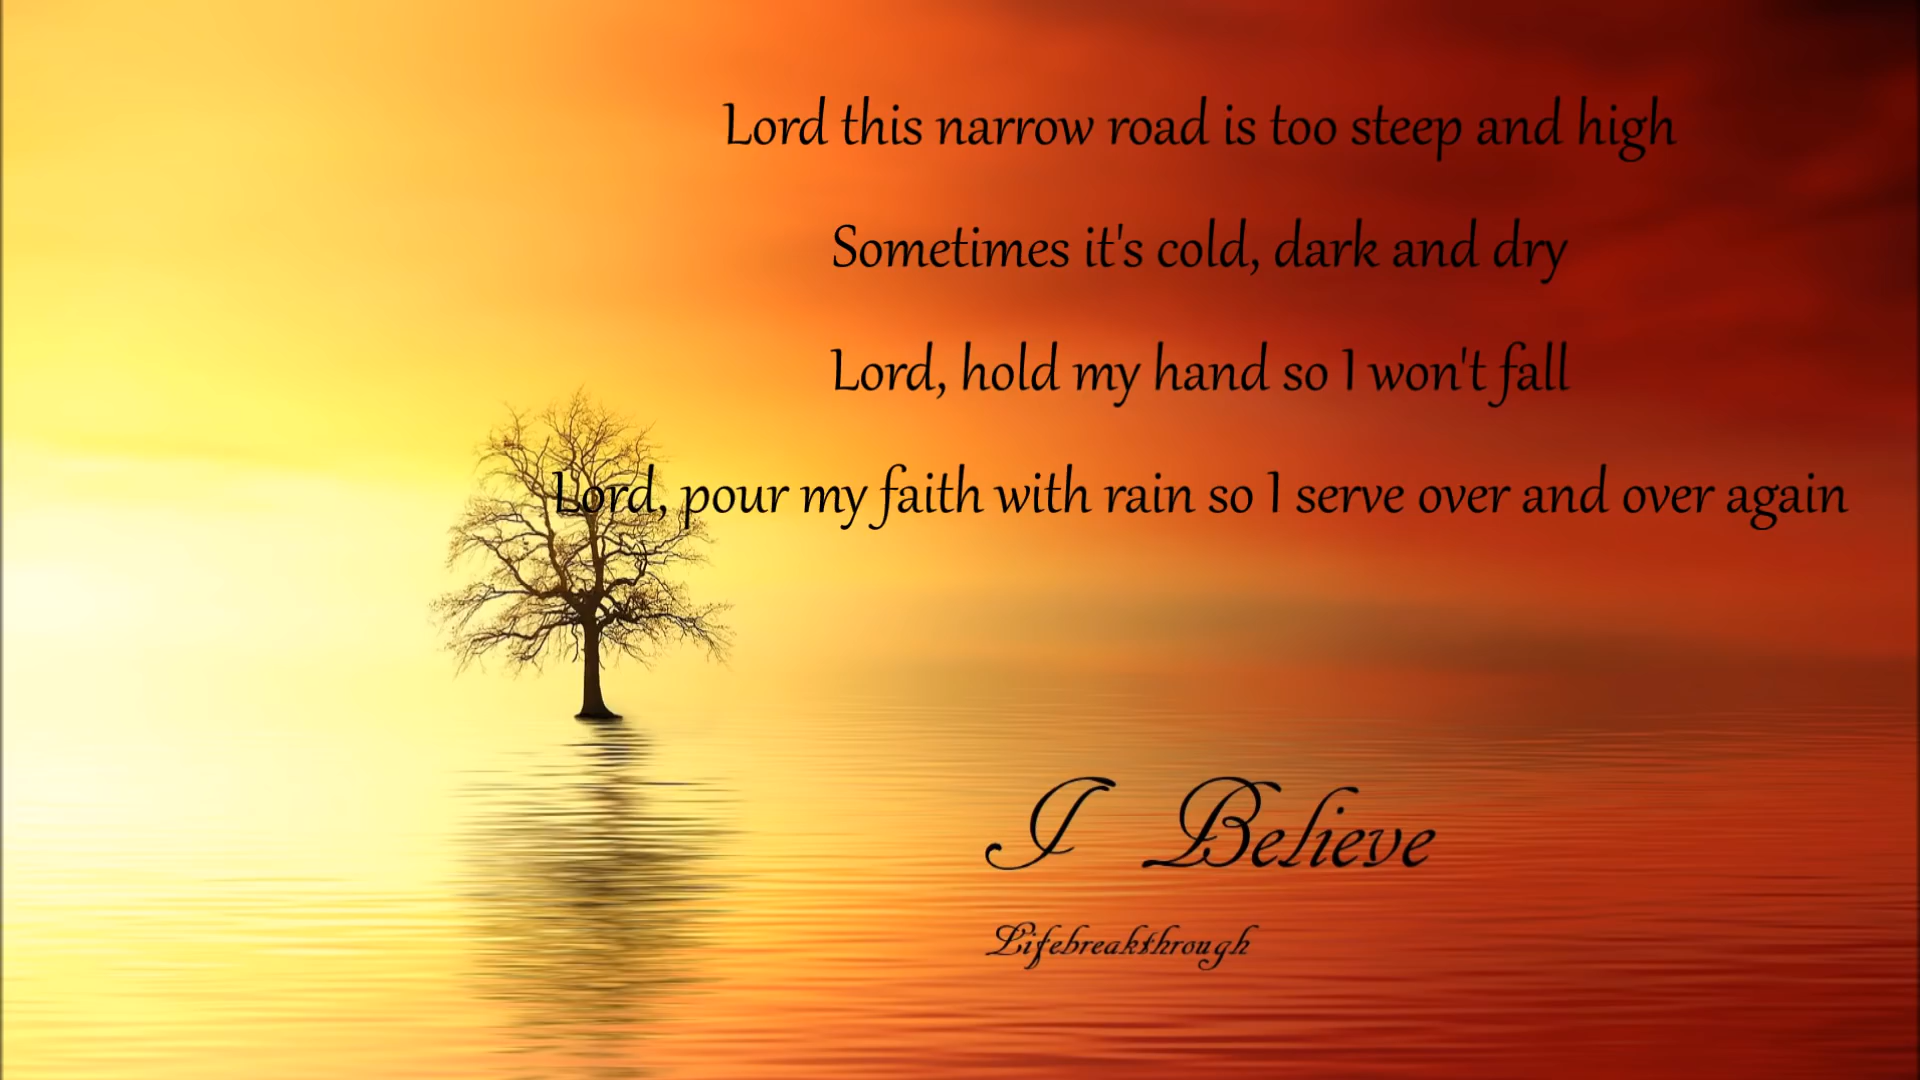 Lord this narrow road is too steep and high
Sometimes it's cold, dark and dry
Lord, hold my hand so I won't fall
Lord, pour my faith with rain so I serve over and over again
I Believe
Lifebreakthrough